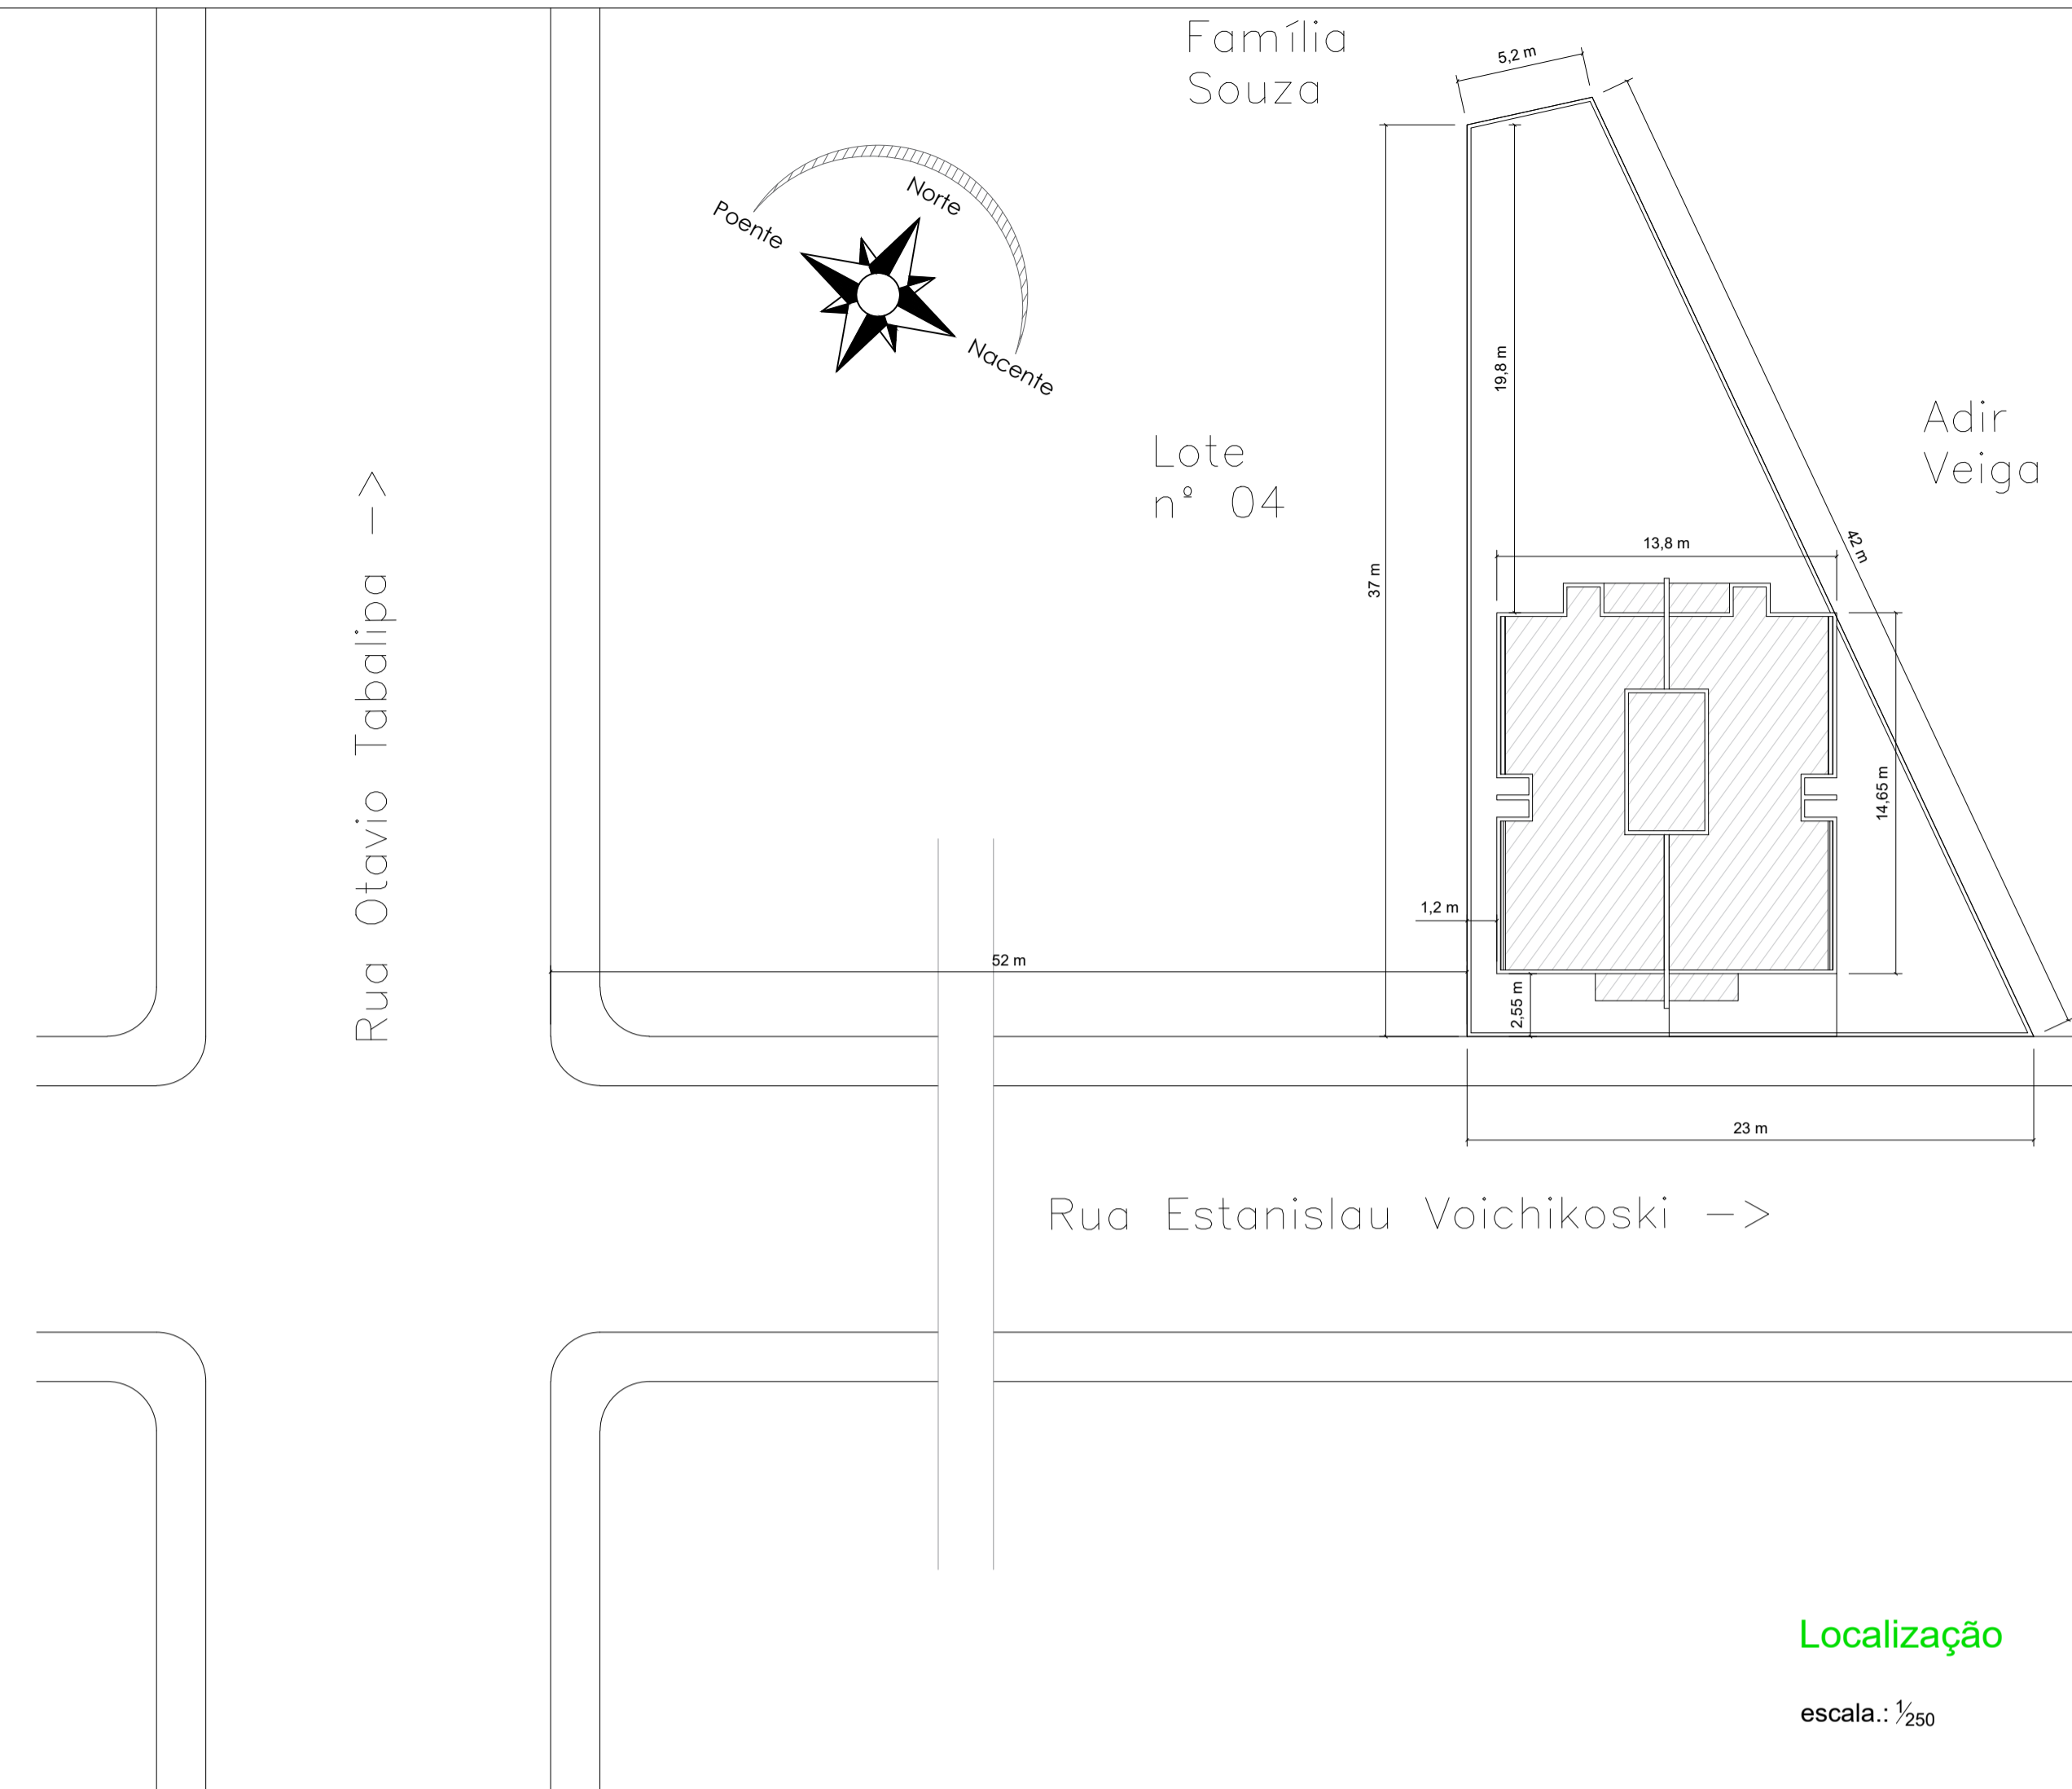 Família
Souza
5,2 m
Norte
Poente
Nacente
19,8 m
Adir
Veiga
Lote
nº 04
42 m
13,8 m
37 m
Rua Otavio Tabalipa ->
14,65 m
1,2 m
52 m
2,55 m
23 m
Rua Estanislau Voichikoski ->
Localização
escala.: 1/250